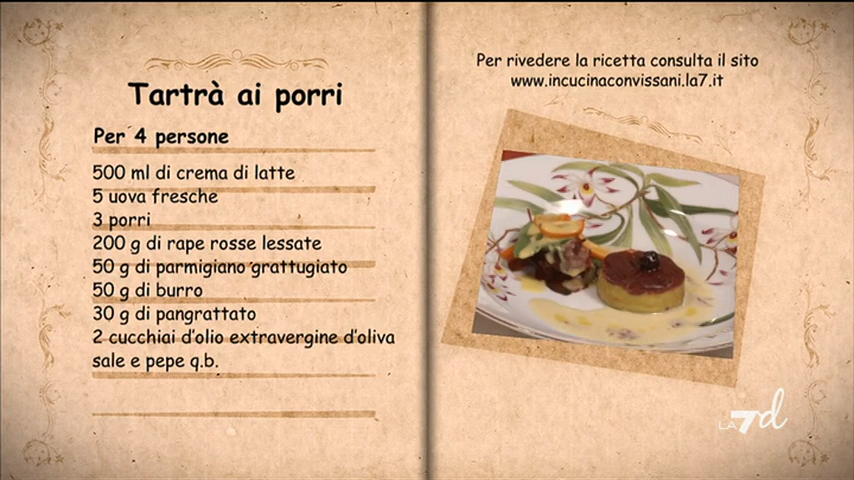 Tartrà ai porri
Per 4 persone
500 ml di crema di latte
5 uova fresche
3 porri
200 g di rape rosse lessate
50 g di parmigiano grattugiato
50 g di burro
30 g di pangrattato
2 cucchiai d'olio extravergine d'oliva
sale e pepe q.b.
Per rivedere la ricetta consulta il sito
www.incucinaconvissani.la7.it
LA7d